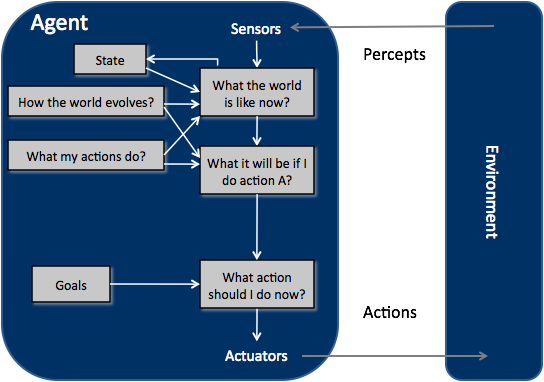 Agent
Sensors
Percepts
State
What the world
is like now?
How the world evolves?
What my actions do?
What it will be if I
do action A?
Environment
Goals
What action
should I do now?
Actions
Actuators